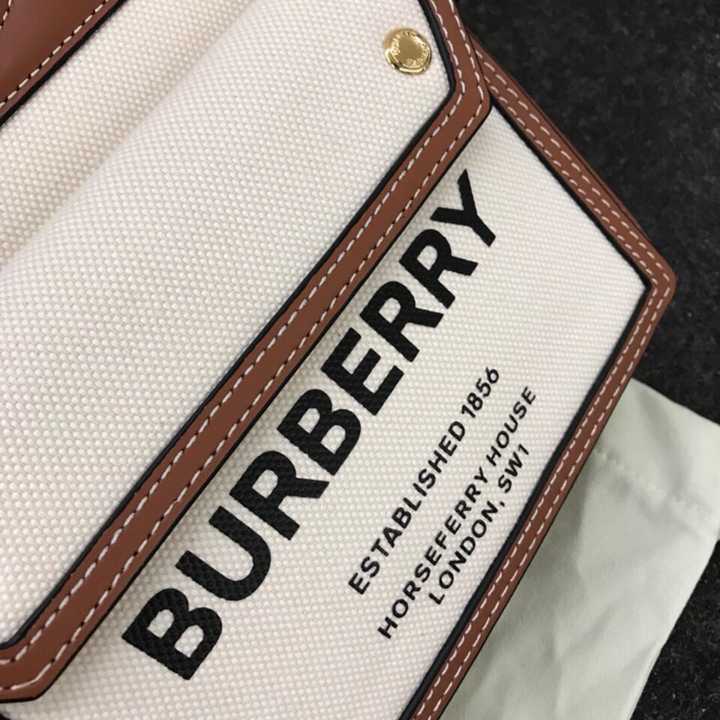 BURBERRY
ESTABLISHED 1856
HORSEFERRY HOUSE
LONDON, SW1